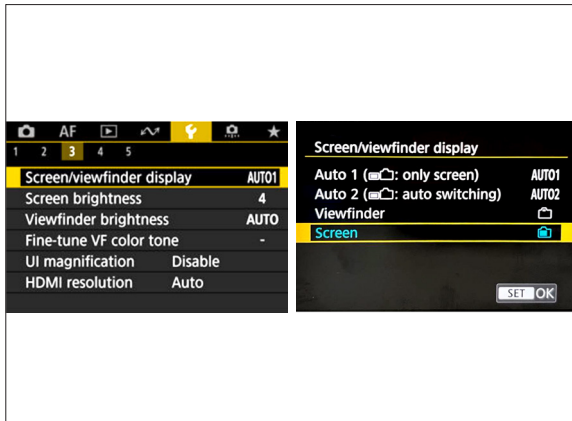 AF
1 2 3 4 5
Screen/viewfinder display AUTO1
Screen brightness 4
Viewfinder brightness AUTO
Fine-tune VF color tone -
UI magnification Disable
HDMI resolution Auto
Screen/viewfinder display
Auto 1 (: only screen) AUTO1
Auto 2 (: auto switching) AUTO2
Viewfinder
Screen
SET OK